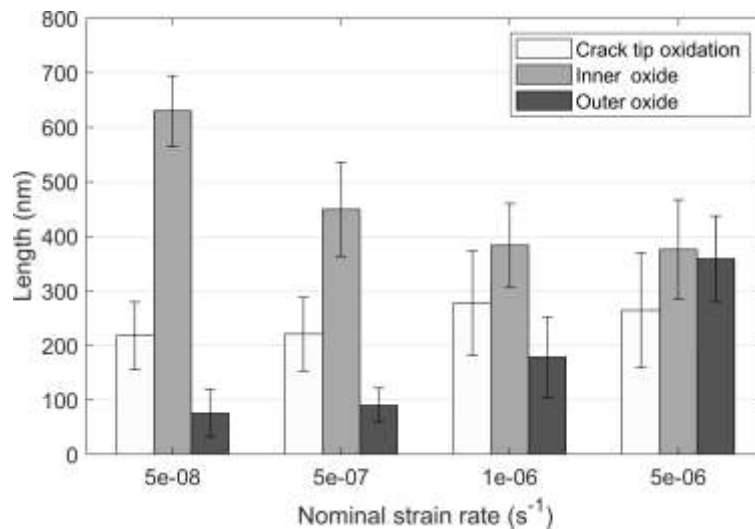 800
700
600
500
400
300
200
100
0
Length (nm)
Crack tip oxidation
Inner oxide
Outer oxide
5e-08 5e-07 1e-06 5e-06
Nominal strain rate (s⁻¹)